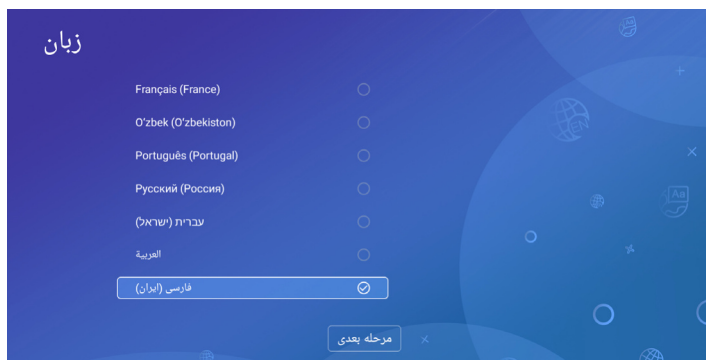 زبان
Français (France)
O'zbek (O'zbekiston)
Português (Portugal)
Русский (Россия)
עברית (ישראל)
العربية
فارسی (ایران)
مرحله بعدی